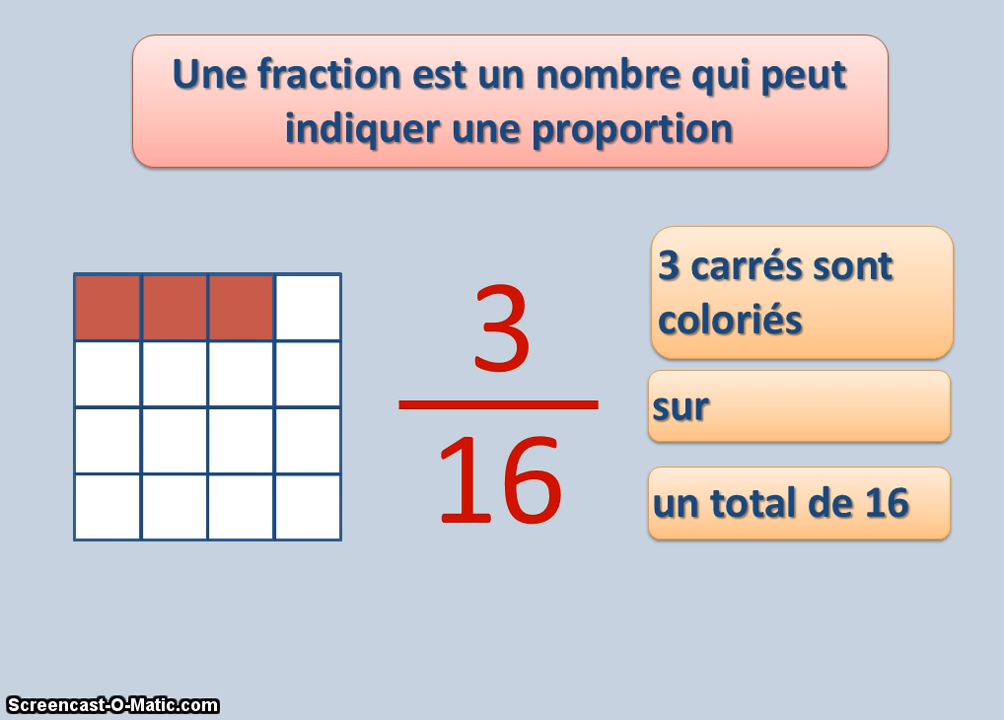 Une fraction est un nombre qui peut
indiquer une proportion
3
16
3 carrés sont
coloriés
sur
un total de 16
Screencast-O-Matic.com